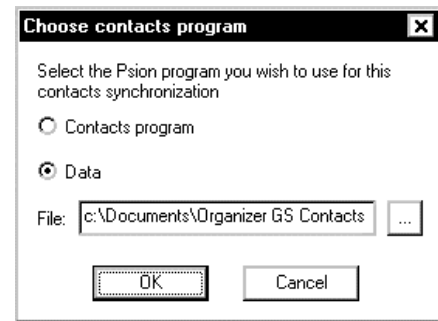 Choose contacts program
Select the Psion program you wish to use for this
contacts synchronization
Contacts program
Data
File: c:\Documents\Organizer GS Contacts ...
OK Cancel